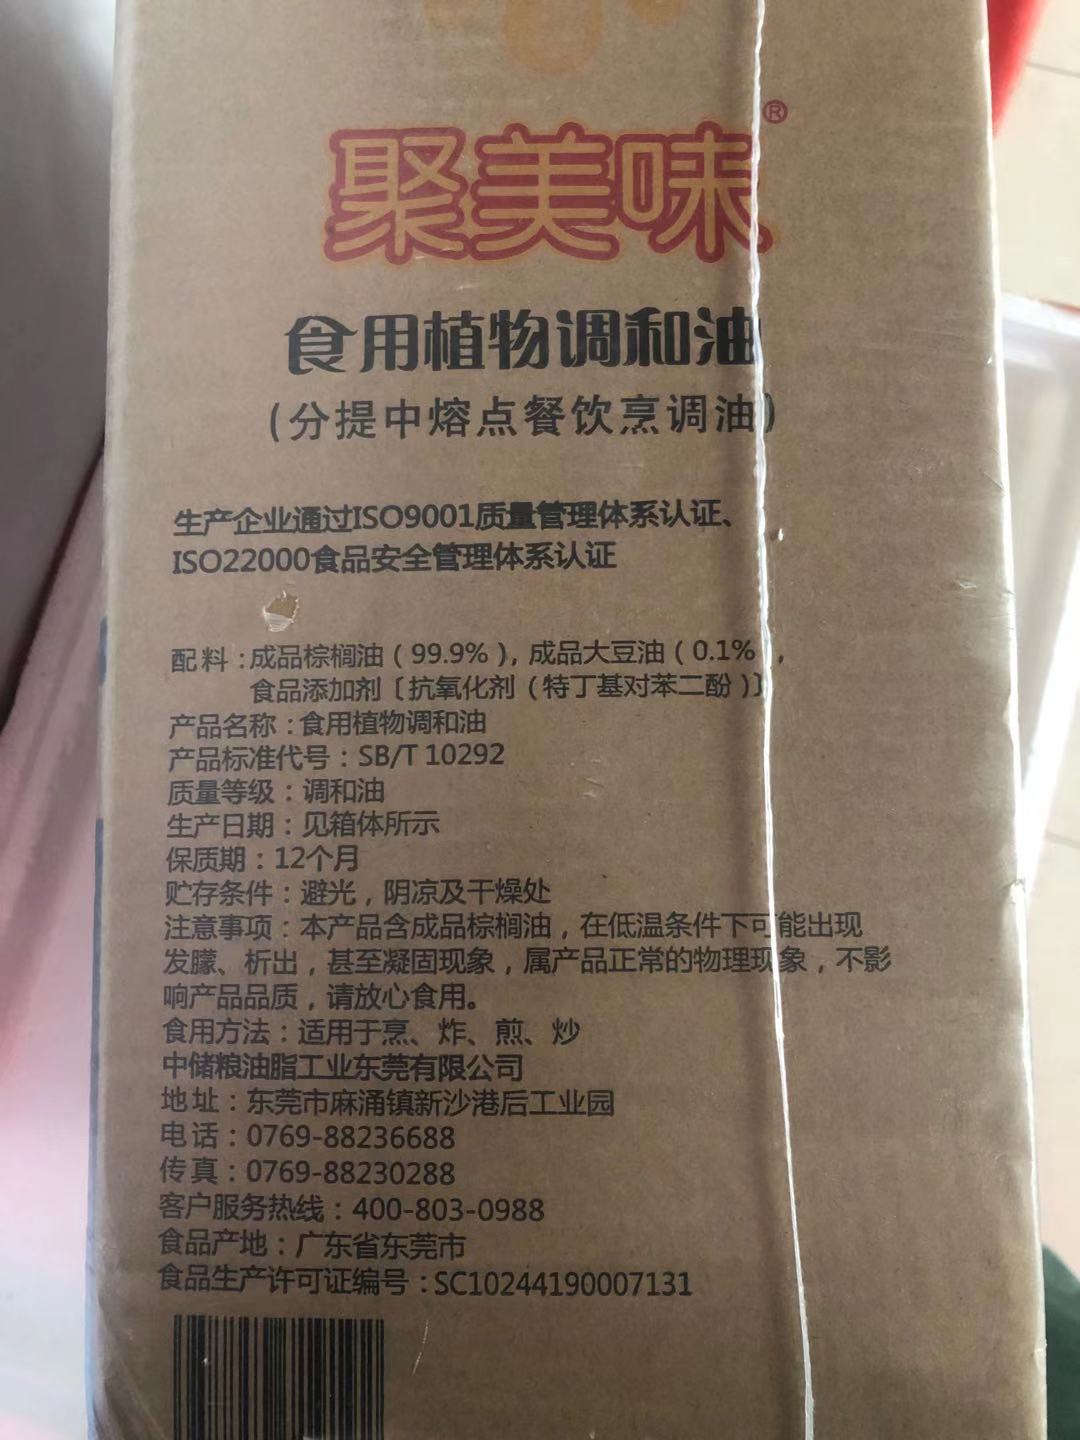 聚美味®
食用植物调和油
(分提中熔点餐饮烹调油)
生产企业通过ISO9001质量管理体系认证、
ISO22000食品安全管理体系认证
配料：成品棕榈油（99.9%），成品大豆油（0.1%），
食品添加剂〔抗氧化剂（特丁基对苯二酚）〕
产品名称：食用植物调和油
产品标准代号：SB/T 10292
质量等级：调和油
生产日期：见箱体所示
保质期：12个月
贮存条件：避光，阴凉及干燥处
注意事项：本产品含成品棕榈油，在低温条件下可能出现
发朦、析出，甚至凝固现象，属产品正常的物理现象，不影
响产品品质，请放心食用。
食用方法：适用于烹、炸、煎、炒
中储粮油脂工业东莞有限公司
地址：东莞市麻涌镇新沙港后工业园
电话：0769-88236688
传真：0769-88230288
客户服务热线：400-803-0988
食品产地：广东省东莞市
食品生产许可证编号：SC10244190007131